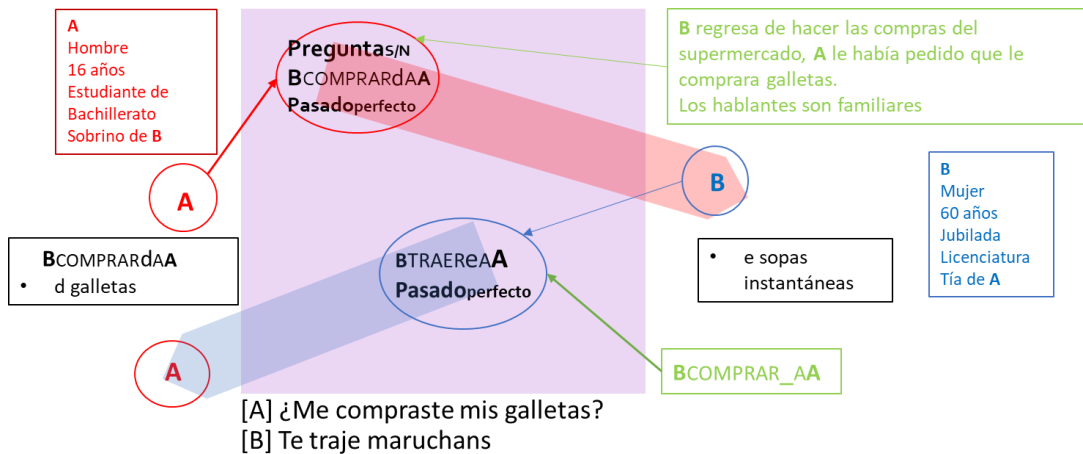 A
Hombre
16 años
Estudiante de
Bachillerato
Sobrino de B
PreguntaS/N
BCOMPRARdAA
Pasadoperfecto
B regresa de hacer las compras del
supermercado, A le había pedido que le
comprara galletas.
Los hablantes son familiares
A
B
B
Mujer
60 años
Jubilada
Licenciatura
Tía de A
BCOMPRARdAA
• d galletas
BTRAEReAA
Pasadoperfecto
• e sopas
instantáneas
A
BCOMPRAR_AA
[A] ¿Me compraste mis galletas?
[B] Te traje maruchans